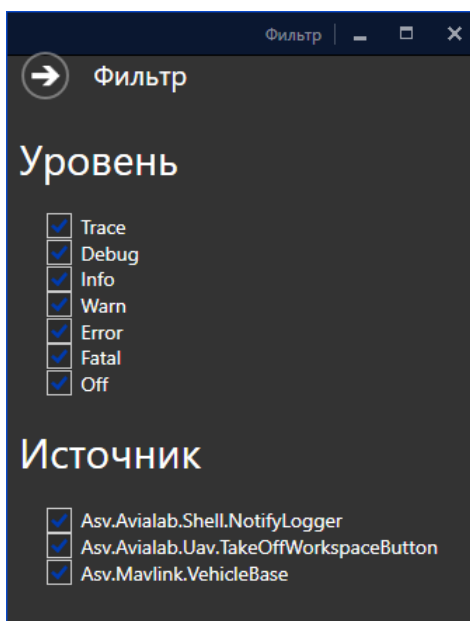 Фильтр
Фильтр
Уровень
Trace
Debug
Info
Warn
Error
Fatal
Off
Источник
Asv.Avialab.Shell.NotifyLogger
Asv.Avialab.Uav.TakeOffWorkspaceButton
Asv.Mavlink.VehicleBase